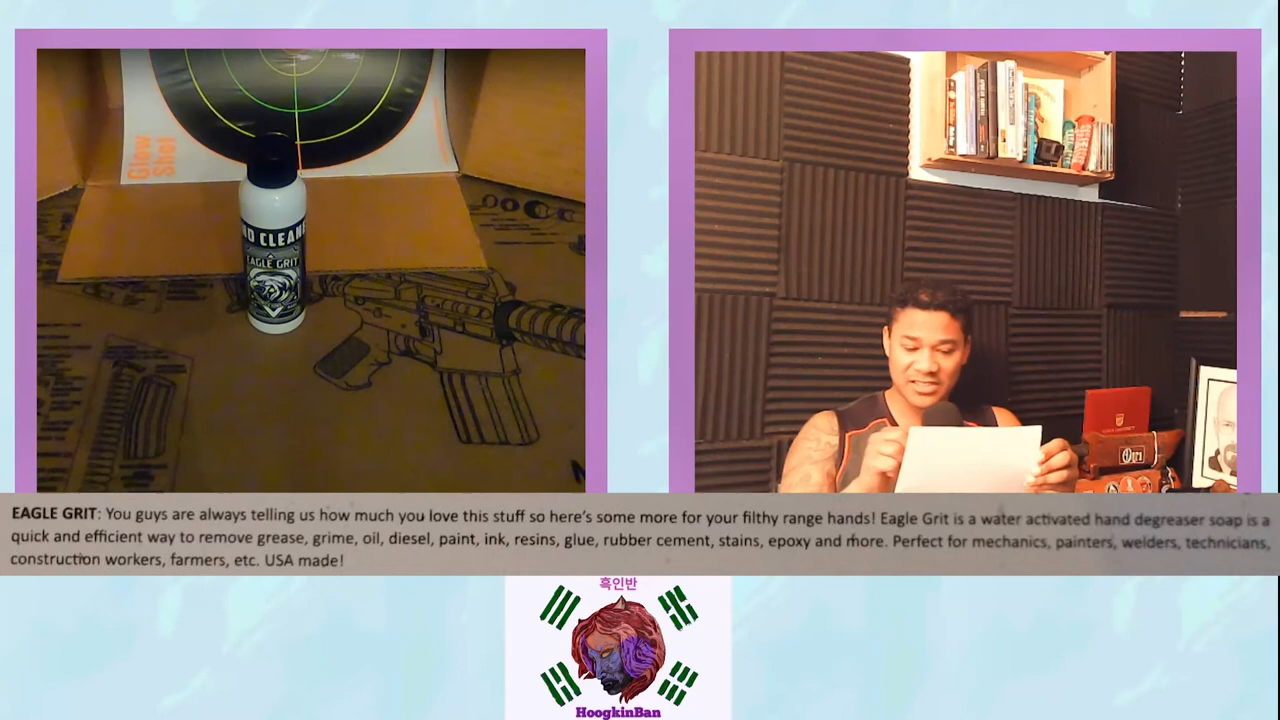 Glow
Shot
ND CLEANE
EAGLE GRIT
EAGLE GRIT: You guys are always telling us how much you love this stuff so here's some more for your filthy range hands! Eagle Grit is a water activated hand degreaser soap is a
quick and efficient way to remove grease, grime, oil, diesel, paint, ink, resins, glue, rubber cement, stains, epoxy and more. Perfect for mechanics, painters, welders, technicians,
construction workers, farmers, etc. USA made!
흑인반
HoogkinBan